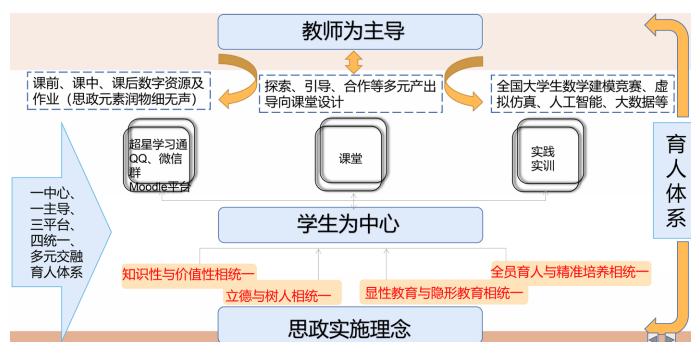 教师为主导
课前、课中、课后数字资源及
作业（思政元素润物细无声）
探索、引导、合作等多元产出
导向课堂设计
全国大学生数学建模竞赛、虚
拟仿真、人工智能、大数据等
超星学习通
QQ、微信
群
Moodle平台
课堂
实践
实训
育人体系
一中心、
一主导、
三平台、
四统一、
多元交融
育人体系
学生为中心
知识性与价值性相统一
立德与树人相统一
显性教育与隐形教育相统一
全员育人与精准培养相统一
思政实施理念